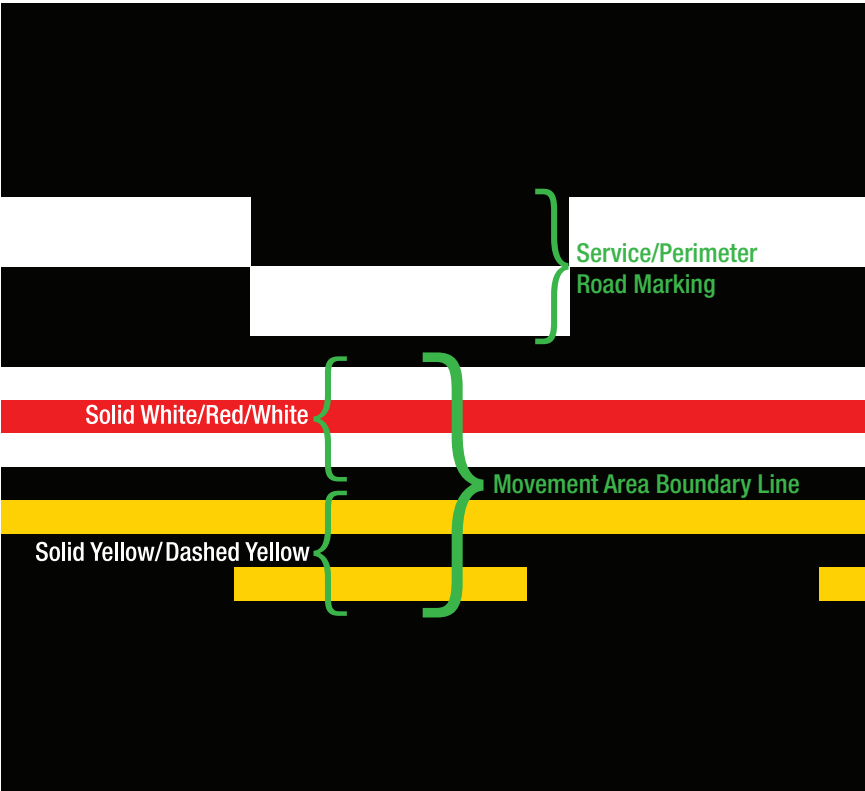 Service/Perimeter
Road Marking
Solid White/Red/White
Movement Area Boundary Line
Solid Yellow/Dashed Yellow